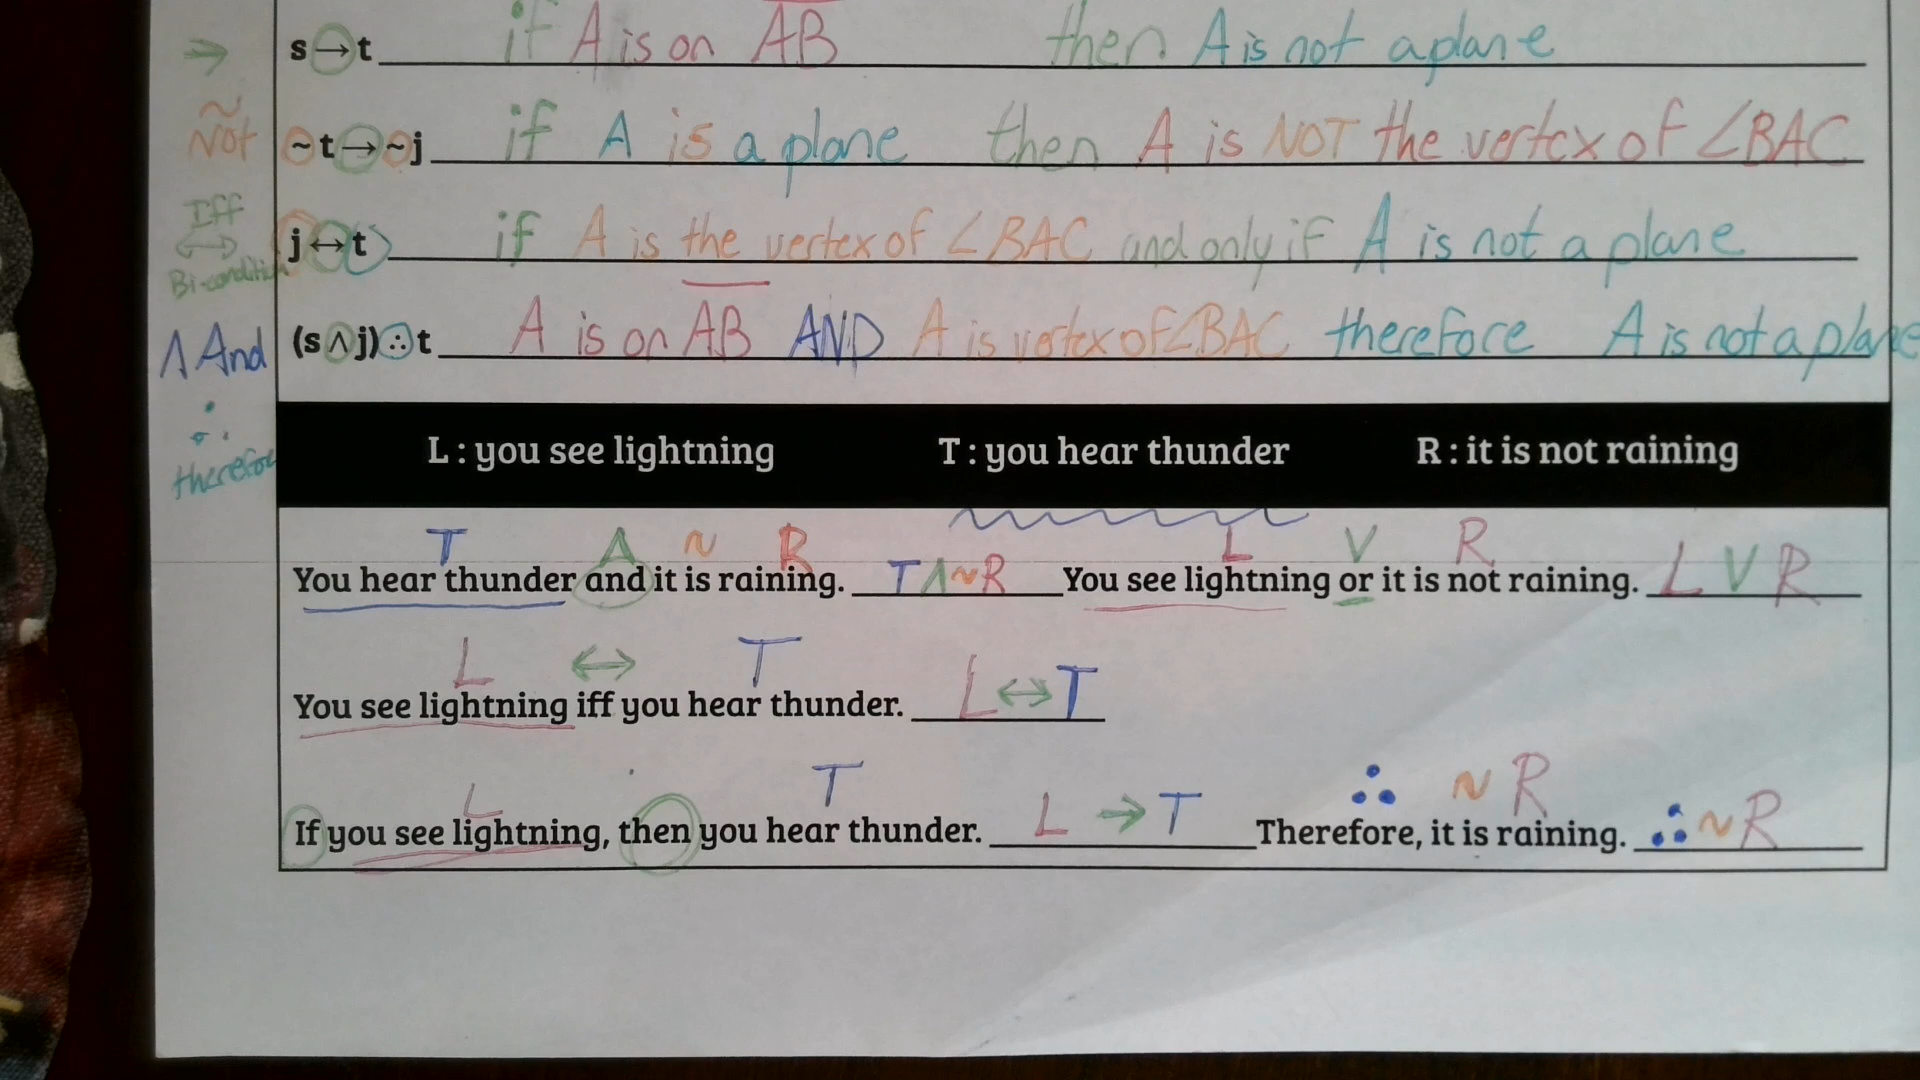 → s→t if A is on AB then A is not a plane
~
Not ~t→~j if A is a plane then A is NOT the vertex of ∠BAC
Iff
↔ j↔t if A is the vertex of ∠BAC and only if A is not a plane
Bi-condition
∧ And (s∧j)∴t A is on AB AND A is vertex of ∠BAC therefore A is not a plane
∴
therefor
L : you see lightning T : you hear thunder R : it is not raining
T ∧ ~ R L V R
You hear thunder and it is raining. T∧~R You see lightning or it is not raining. L V R
L ↔ T
You see lightning iff you hear thunder. L↔T
L T ∴ ~ R
If you see lightning, then you hear thunder. L → T Therefore, it is raining. ∴~R